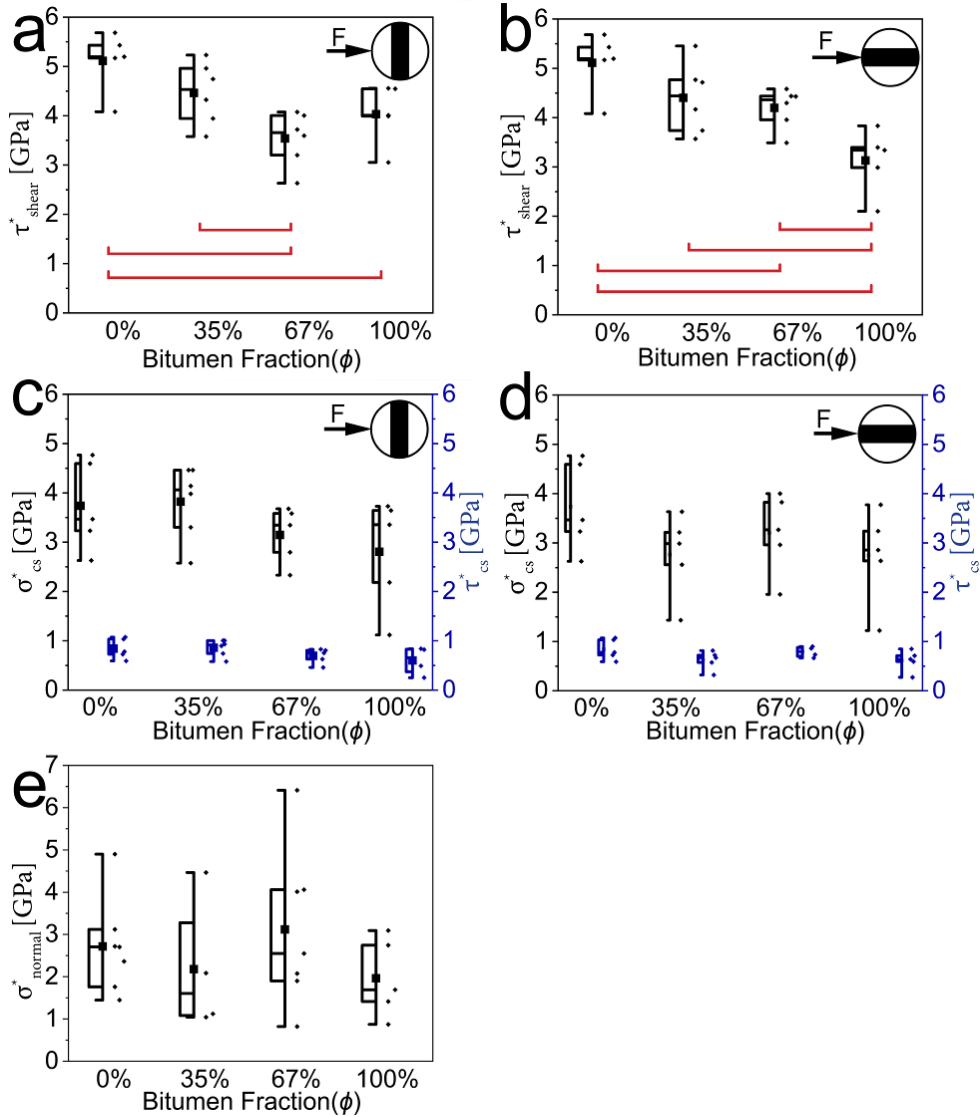 a
F
6
5
4
3
2
1
0
τ*shear [GPa]
0% 35% 67% 100%
Bitumen Fraction(ϕ)
b
F
6
5
4
3
2
1
0
τ*shear [GPa]
0% 35% 67% 100%
Bitumen Fraction(ϕ)
c
F
6
5
4
3
2
1
0
σ*cs [GPa]
6
5
4
3
2
1
0
τ*cs [GPa]
0% 35% 67% 100%
Bitumen Fraction(ϕ)
d
F
6
5
4
3
2
1
0
σ*cs [GPa]
6
5
4
3
2
1
0
τ*cs [GPa]
0% 35% 67% 100%
Bitumen Fraction(ϕ)
e
7
6
5
4
3
2
1
0
σ*normal [GPa]
0% 35% 67% 100%
Bitumen Fraction(ϕ)